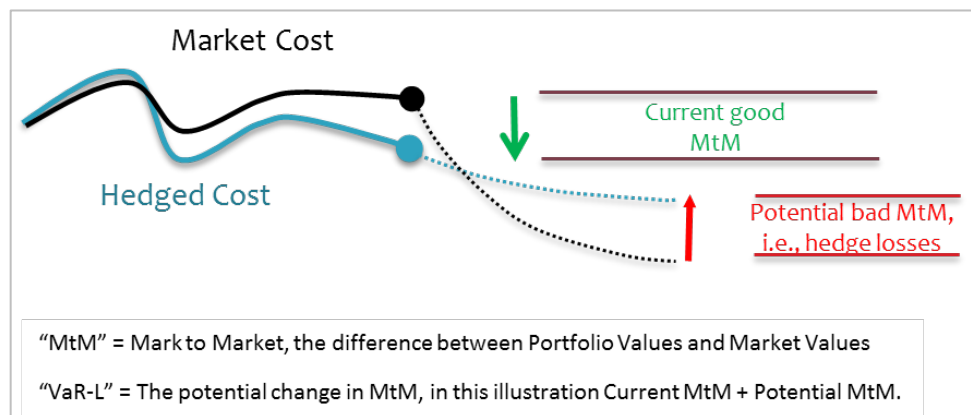 Market Cost
Current good
MtM
Hedged Cost
Potential bad MtM,
i.e., hedge losses
“MtM” = Mark to Market, the difference between Portfolio Values and Market Values
“VaR-L” = The potential change in MtM, in this illustration Current MtM + Potential MtM.